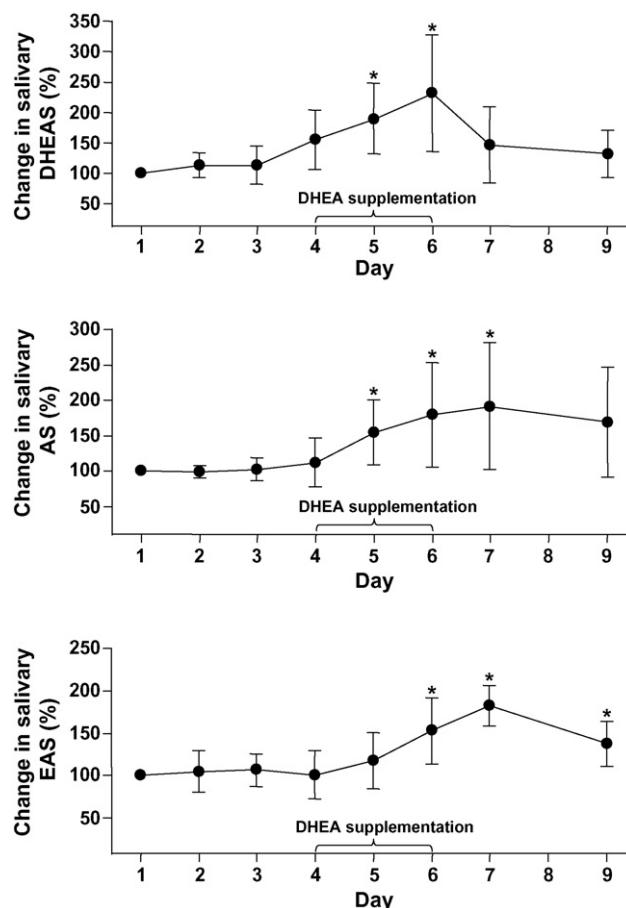 Change in salivary
DHEAS (%)
350
300
250
200
150
100
50
* *
DHEA supplementation
1 2 3 4 5 6 7 8 9
Day
Change in salivary
AS (%)
300
250
200
150
100
50
* * *
DHEA supplementation
1 2 3 4 5 6 7 8 9
Day
Change in salivary
EAS (%)
250
200
150
100
50
* * *
DHEA supplementation
1 2 3 4 5 6 7 8 9
Day